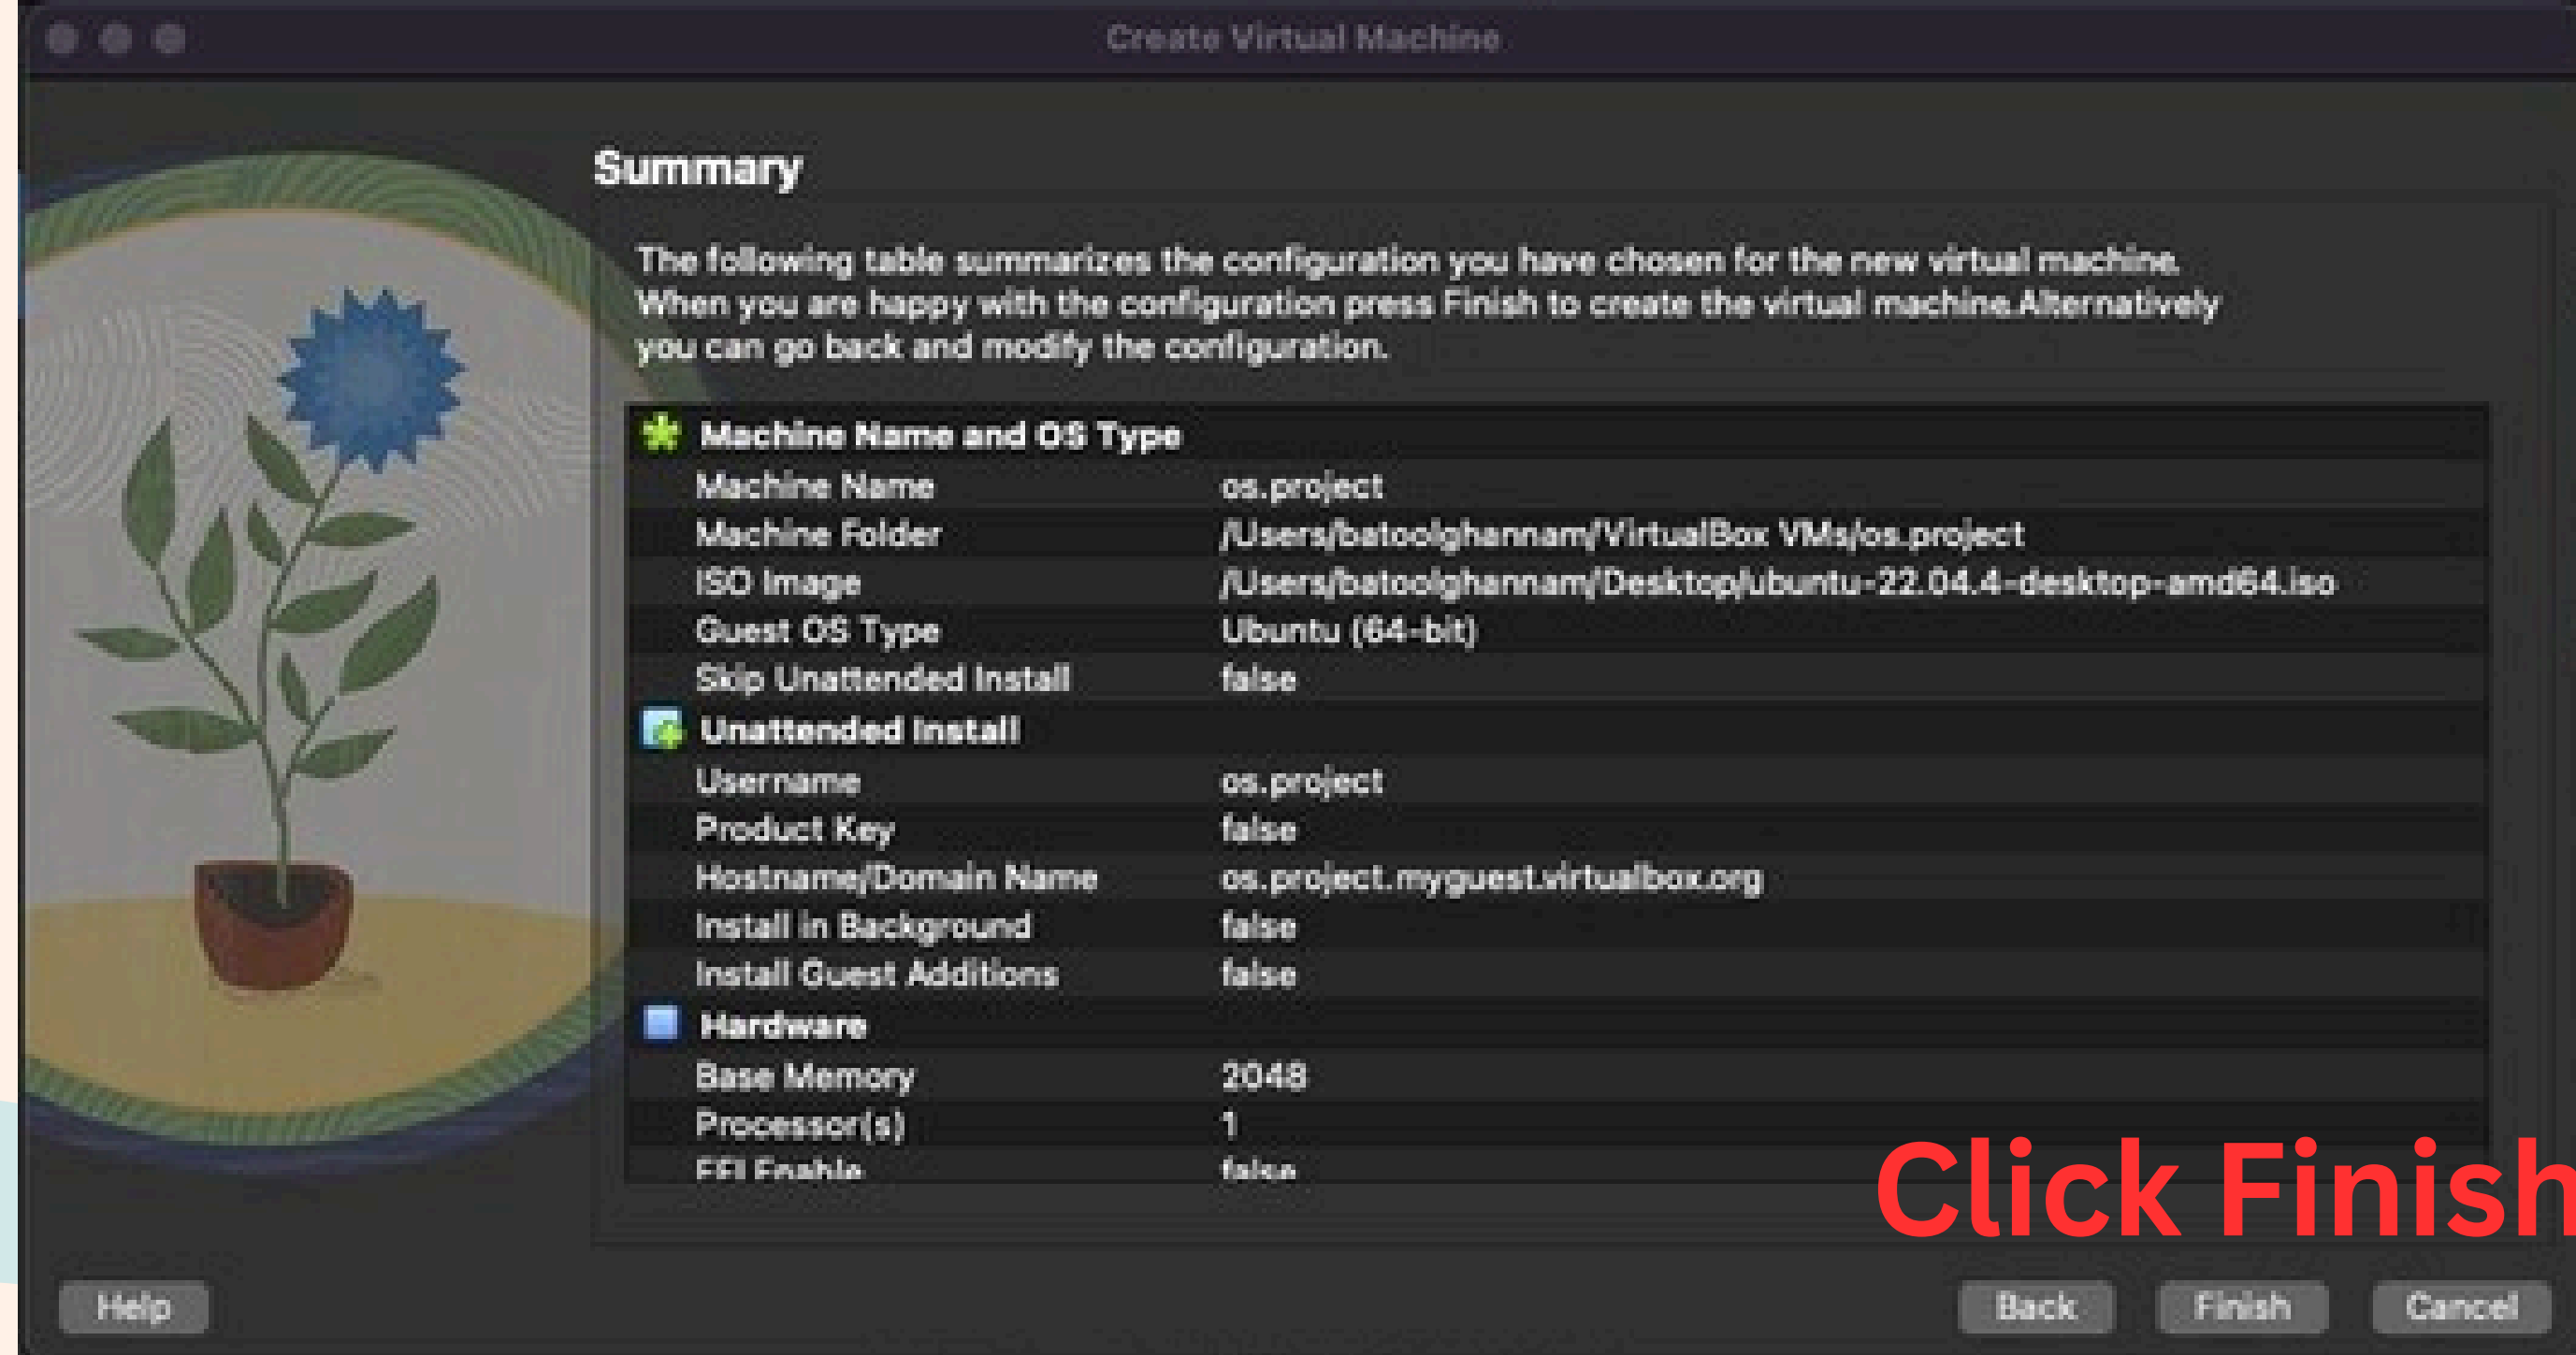 Create Virtual Machine
Summary
The following table summarizes the configuration you have chosen for the new virtual machine.
When you are happy with the configuration press Finish to create the virtual machine.Alternatively
you can go back and modify the configuration.
Machine Name and OS Type
Machine Name os.project
Machine Folder /Users/batoolghannam/VirtualBox VMs/os.project
ISO Image /Users/batoolghannam/Desktop/ubuntu-22.04.4-desktop-amd64.iso
Guest OS Type Ubuntu (64-bit)
Skip Unattended Install false
Unattended Install
Username os.project
Product Key false
Hostname/Domain Name os.project.myguest.virtualbox.org
Install in Background false
Install Guest Additions false
Hardware
Base Memory 2048
Processor(s) 1
EFI Enable false
Click Finish
Help Back Finish Cancel